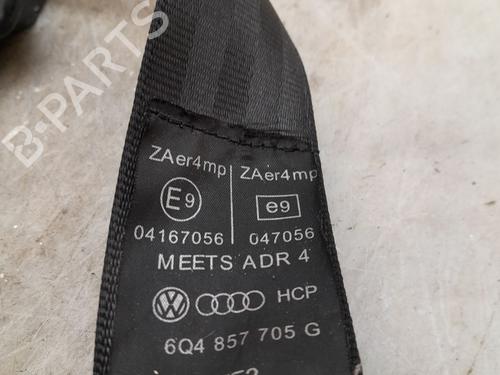 B-PARTS
ZAer4mp ZAer4mp
E9 e9
04167056 047056
MEETS ADR 4
HCP
6Q4 857 705 G